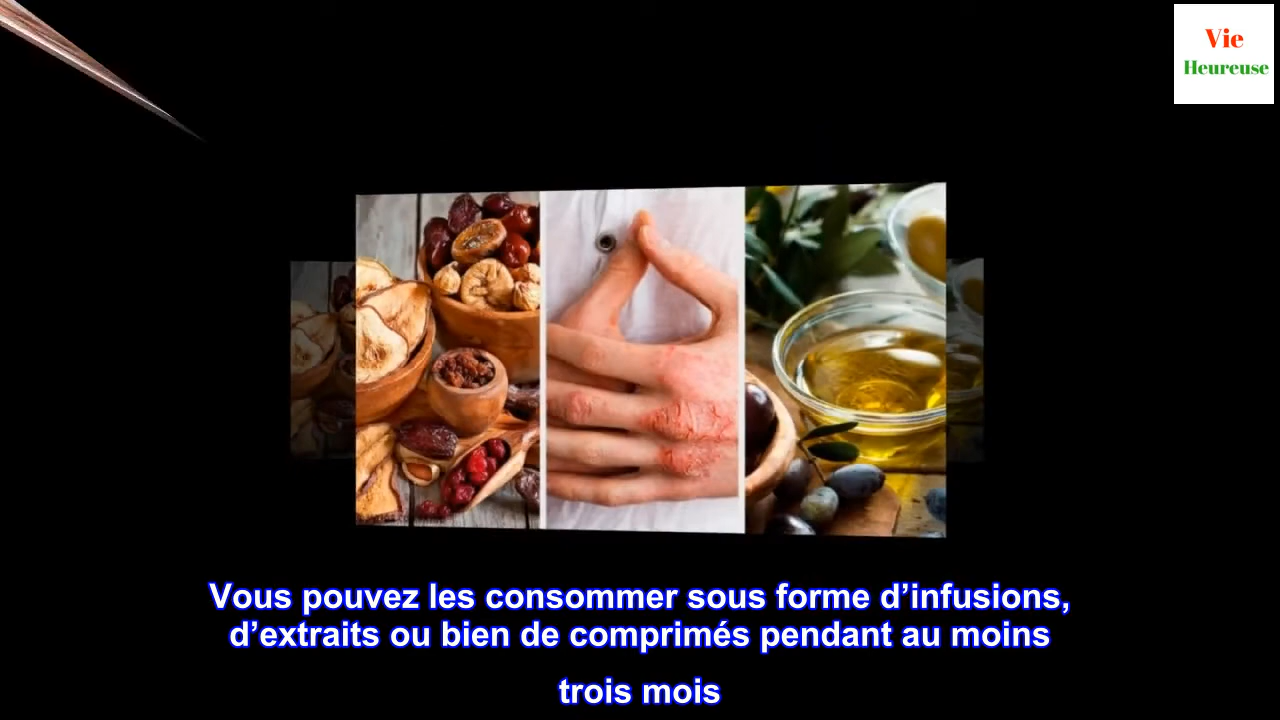 Vie
Heureuse
Vous pouvez les consommer sous forme d’infusions,
d’extraits ou bien de comprimés pendant au moins
trois mois